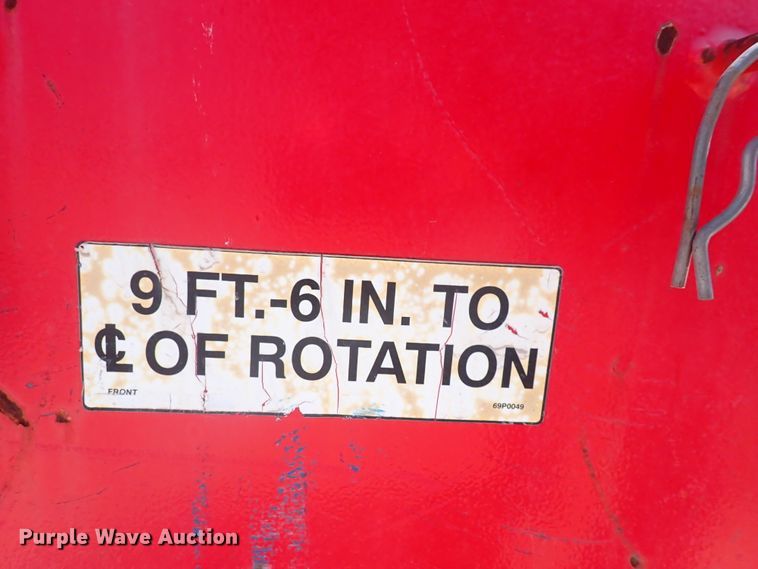 9 FT.-6 IN. TO
℄ OF ROTATION
FRONT
69P0049
Purple Wave Auction